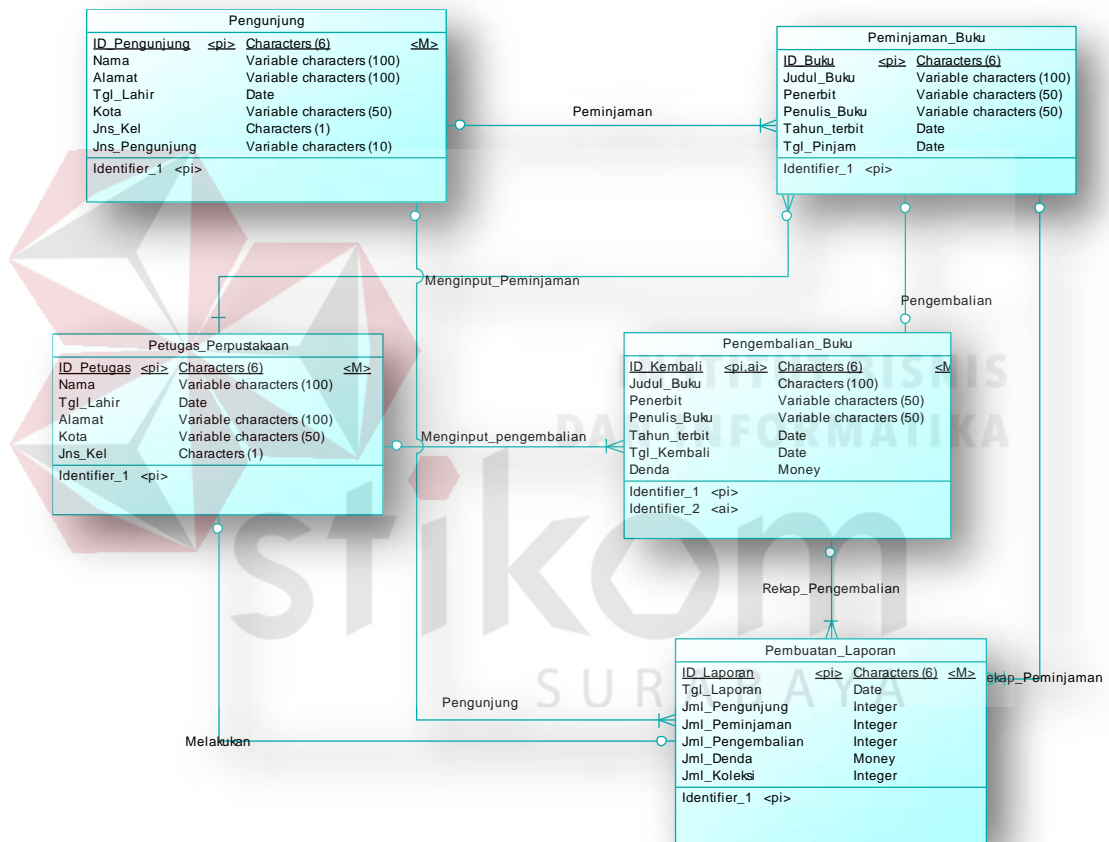 Pengunjung
ID_Pengunjung <pi> Characters (6) <M>
Nama Variable characters (100)
Alamat Variable characters (100)
Tgl_Lahir Date
Kota Variable characters (50)
Jns_Kel Characters (1)
Jns_Pengunjung Variable characters (10)
Identifier_1 <pi>
Peminjaman
Peminjaman_Buku
ID_Buku <pi> Characters (6)
Judul_Buku Variable characters (100)
Penerbit Variable characters (50)
Penulis_Buku Variable characters (50)
Tahun_terbit Date
Tgl_Pinjam Date
Identifier_1 <pi>
Menginput_Peminjaman
Pengembalian
Petugas_Perpustakaan
ID_Petugas <pi> Characters (6) <M>
Nama Variable characters (100)
Tgl_Lahir Date
Alamat Variable characters (100)
Kota Variable characters (50)
Jns_Kel Characters (1)
Identifier_1 <pi>
Menginput_pengembalian
Pengembalian_Buku
ID_Kembali <pi,ai> Characters (6) <M
Judul_Buku Characters (100)
Penerbit Variable characters (50)
Penulis_Buku Variable characters (50)
Tahun_terbit Date
Tgl_Kembali Date
Denda Money
Identifier_1 <pi>
Identifier_2 <ai>
BISNIS
INFORMATIKA
stikom
SURABAYA
Rekap_Pengembalian
Pembuatan_Laporan
ID_Laporan <pi> Characters (6) <M>
Tgl_Laporan Date
Jml_Pengunjung Integer
Jml_Peminjaman Integer
Jml_Pengembalian Integer
Jml_Denda Money
Jml_Koleksi Integer
Identifier_1 <pi>
ekap_Peminjaman
Pengunjung
Melakukan